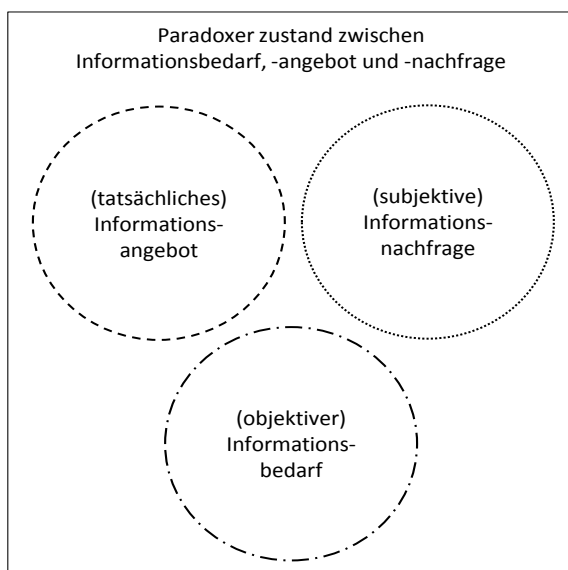 Paradoxer zustand zwischen
Informationsbedarf, -angebot und -nachfrage
(tatsächliches)
Informations-
angebot
(subjektive)
Informations-
nachfrage
(objektiver)
Informations-
bedarf